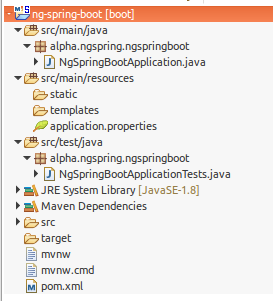 ng-spring-boot [boot]
src/main/java
alpha.ngspring.ngspringboot
NgSpringBootApplication.java
src/main/resources
static
templates
application.properties
src/test/java
alpha.ngspring.ngspringboot
NgSpringBootApplicationTests.java
JRE System Library [JavaSE-1.8]
Maven Dependencies
src
target
mvnw
mvnw.cmd
pom.xml